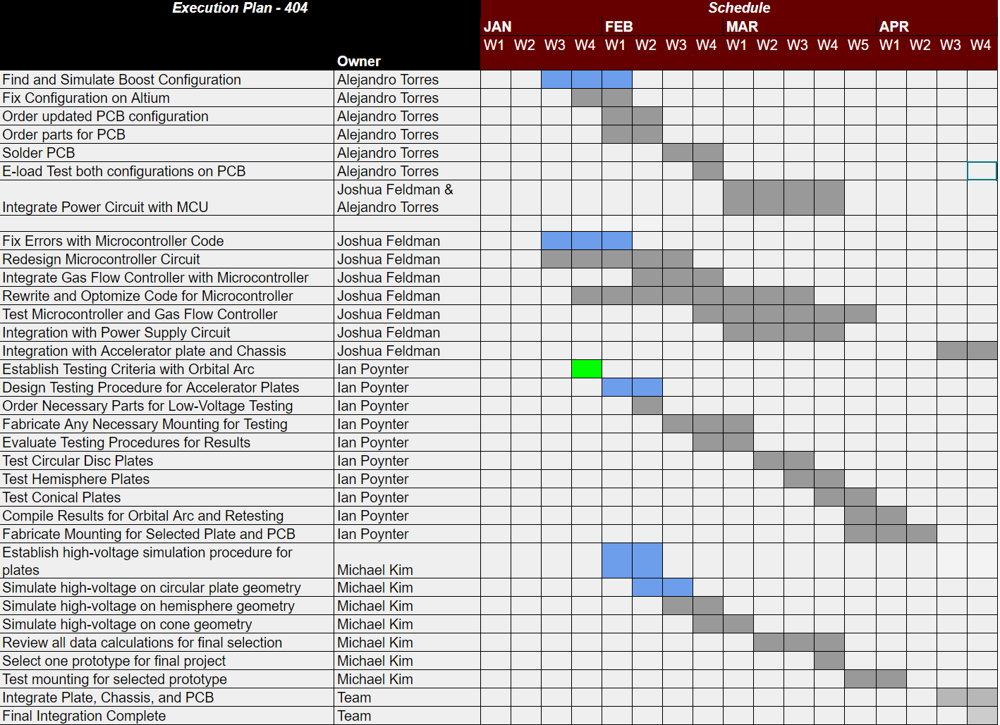 Execution Plan - 404 Schedule
JAN FEB MAR APR
W1 W2 W3 W4 W1 W2 W3 W4 W1 W2 W3 W4 W5 W1 W2 W3 W4
Owner
Find and Simulate Boost Configuration Alejandro Torres
Fix Configuration on Altium Alejandro Torres
Order updated PCB configuration Alejandro Torres
Order parts for PCB Alejandro Torres
Solder PCB Alejandro Torres
E-load Test both configurations on PCB Alejandro Torres
Joshua Feldman &
Integrate Power Circuit with MCU Alejandro Torres
Fix Errors with Microcontroller Code Joshua Feldman
Redesign Microcontroller Circuit Joshua Feldman
Integrate Gas Flow Controller with Microcontroller Joshua Feldman
Rewrite and Optomize Code for Microcontroller Joshua Feldman
Test Microcontroller and Gas Flow Controller Joshua Feldman
Integration with Power Supply Circuit Joshua Feldman
Integration with Accelerator plate and Chassis Joshua Feldman
Establish Testing Criteria with Orbital Arc Ian Poynter
Design Testing Procedure for Accelerator Plates Ian Poynter
Order Necessary Parts for Low-Voltage Testing Ian Poynter
Fabricate Any Necessary Mounting for Testing Ian Poynter
Evaluate Testing Procedures for Results Ian Poynter
Test Circular Disc Plates Ian Poynter
Test Hemisphere Plates Ian Poynter
Test Conical Plates Ian Poynter
Compile Results for Orbital Arc and Retesting Ian Poynter
Fabricate Mounting for Selected Plate and PCB Ian Poynter
Establish high-voltage simulation procedure for
plates Michael Kim
Simulate high-voltage on circular plate geometry Michael Kim
Simulate high-voltage on hemisphere geometry Michael Kim
Simulate high-voltage on cone geometry Michael Kim
Review all data calculations for final selection Michael Kim
Select one prototype for final project Michael Kim
Test mounting for selected prototype Michael Kim
Integrate Plate, Chassis, and PCB Team
Final Integration Complete Team